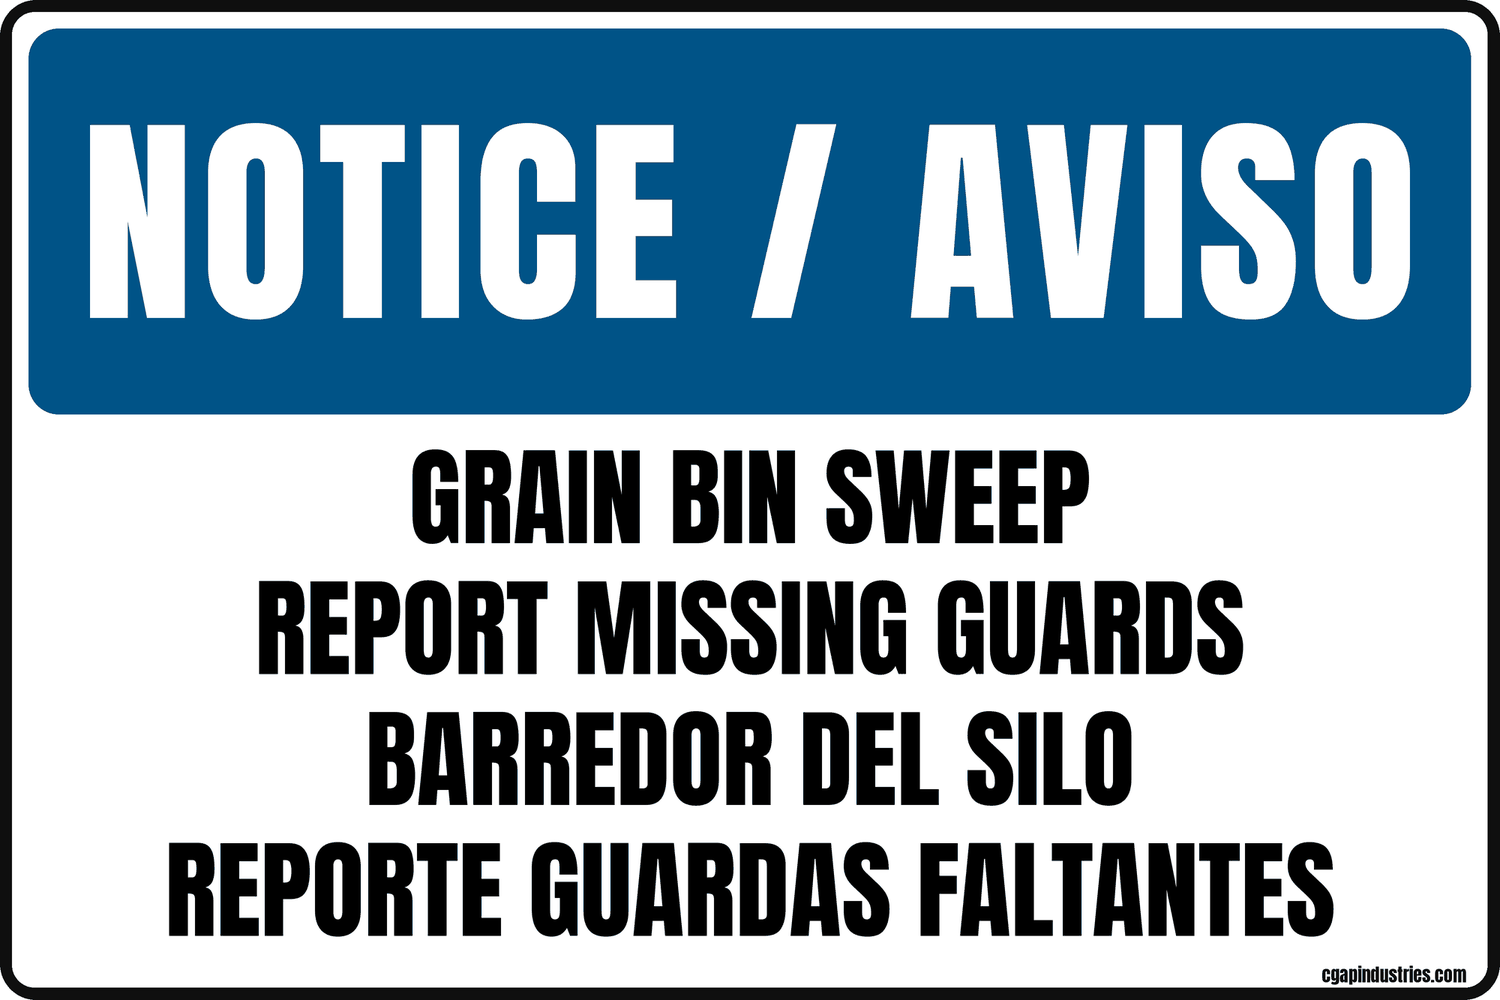 NOTICE / AVISO
GRAIN BIN SWEEP
REPORT MISSING GUARDS
BARREDOR DEL SILO
REPORTE GUARDAS FALTANTES
cgapindustries.com